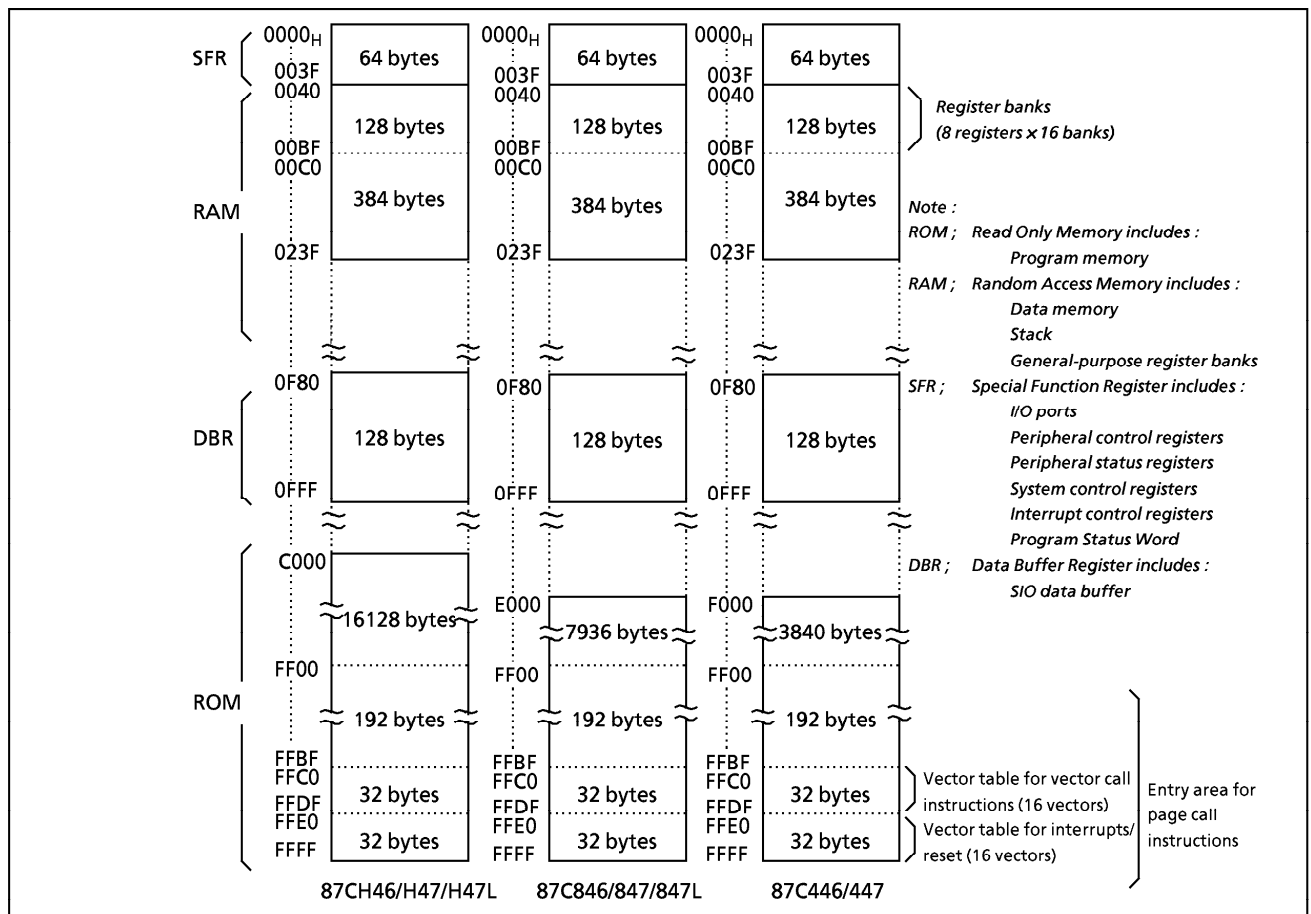 SFR
RAM
DBR
ROM
0000H
64 bytes
003F
0040
128 bytes
00BF
00C0
384 bytes
023F
0F80
128 bytes
0FFF
C000
16128 bytes
FF00
192 bytes
FFBF
FFC0
32 bytes
FFDF
FFE0
32 bytes
FFFF
87CH46/H47/H47L
0000H
64 bytes
003F
0040
128 bytes
00BF
00C0
384 bytes
023F
0F80
128 bytes
0FFF
E000
7936 bytes
FF00
192 bytes
FFBF
FFC0
32 bytes
FFDF
FFE0
32 bytes
FFFF
87C846/847/847L
0000H
64 bytes
003F
0040
128 bytes
00BF
00C0
384 bytes
023F
0F80
128 bytes
0FFF
F000
3840 bytes
FF00
192 bytes
FFBF
FFC0
32 bytes
FFDF
FFE0
32 bytes
FFFF
87C446/447
Register banks
(8 registers × 16 banks)
Note :
ROM ; Read Only Memory includes :
Program memory
RAM ; Random Access Memory includes :
Data memory
Stack
General-purpose register banks
SFR ; Special Function Register includes :
I/O ports
Peripheral control registers
Peripheral status registers
System control registers
Interrupt control registers
Program Status Word
DBR ; Data Buffer Register includes :
SIO data buffer
Vector table for vector call
instructions (16 vectors)
Vector table for interrupts/
reset (16 vectors)
Entry area for
page call
instructions